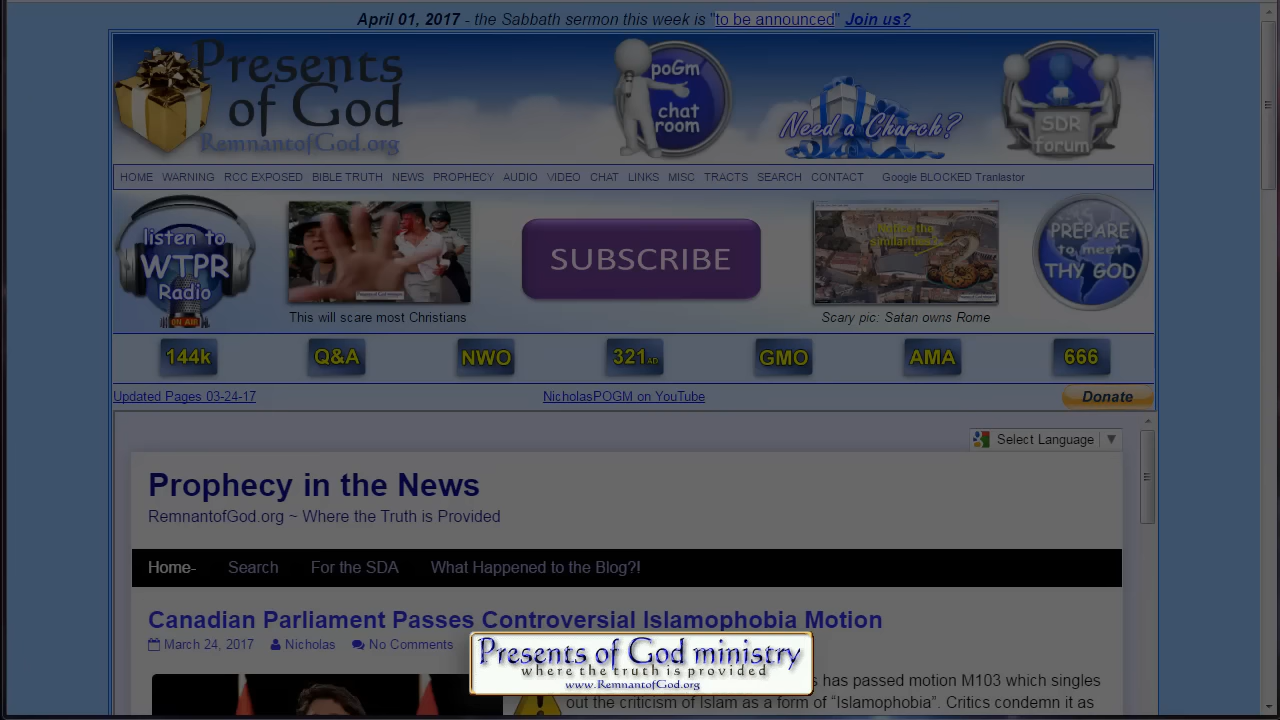 April 01, 2017 - the Sabbath sermon this week is "to be announced" Join us?
Presents
of God
RemnantofGod.org
poGm
chat
room
Need a Church?
SDR
forum
HOME WARNING RCC EXPOSED BIBLE TRUTH NEWS PROPHECY AUDIO VIDEO CHAT LINKS MISC TRACTS SEARCH CONTACT Google BLOCKED Tranlastor
listen to
WTPR
Radio
ON AIR
This will scare most Christians
SUBSCRIBE
Notice the
similarities
Scary pic: Satan owns Rome
PREPARE
to meet
THY GOD
144k Q&A NWO 321AD GMO AMA 666
Updated Pages 03-24-17 NicholasPOGM on YouTube Donate
Select Language ▼
Prophecy in the News
RemnantofGod.org ~ Where the Truth is Provided
Home- Search For the SDA What Happened to the Blog?!
Canadian Parliament Passes Controversial Islamophobia Motion
March 24, 2017 Nicholas No Comments
Presents of God ministry
where the truth is provided
www.RemnantofGod.org
has passed motion M103 which singles
out the criticism of Islam as a form of “Islamophobia”. Critics condemn it as